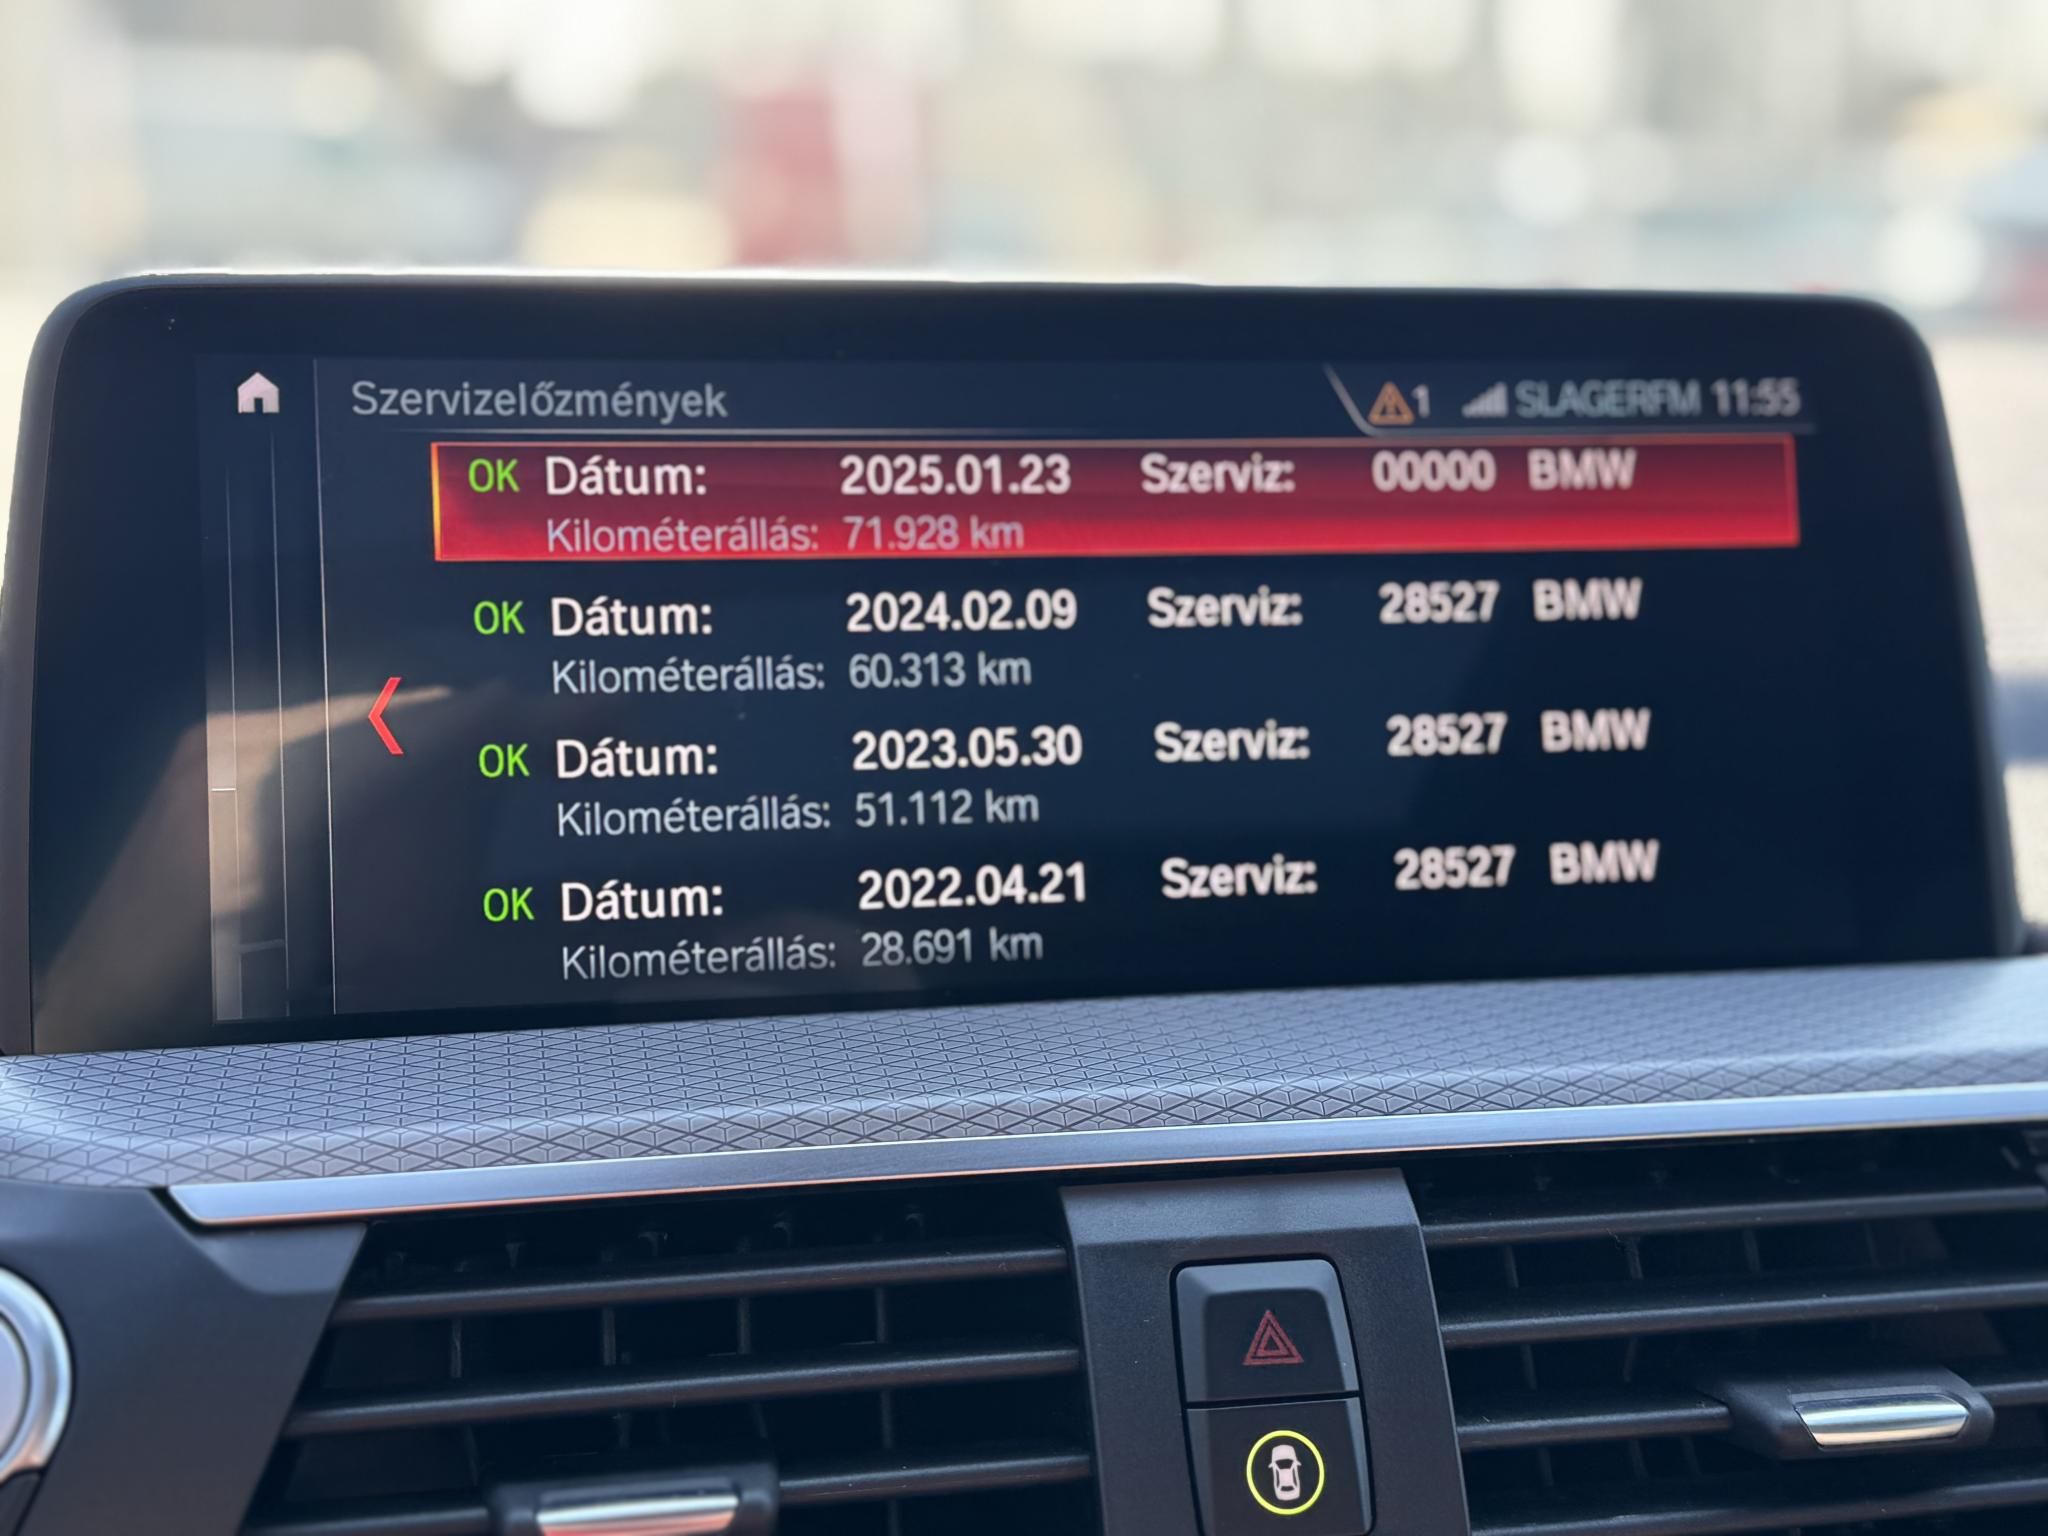 Szervizelőzmények 1 SLAGERFM 11:55
OK Dátum: 2025.01.23 Szerviz: 00000 BMW
Kilométerállás: 71.928 km
OK Dátum: 2024.02.09 Szerviz: 28527 BMW
Kilométerállás: 60.313 km
OK Dátum: 2023.05.30 Szerviz: 28527 BMW
Kilométerállás: 51.112 km
OK Dátum: 2022.04.21 Szerviz: 28527 BMW
Kilométerállás: 28.691 km